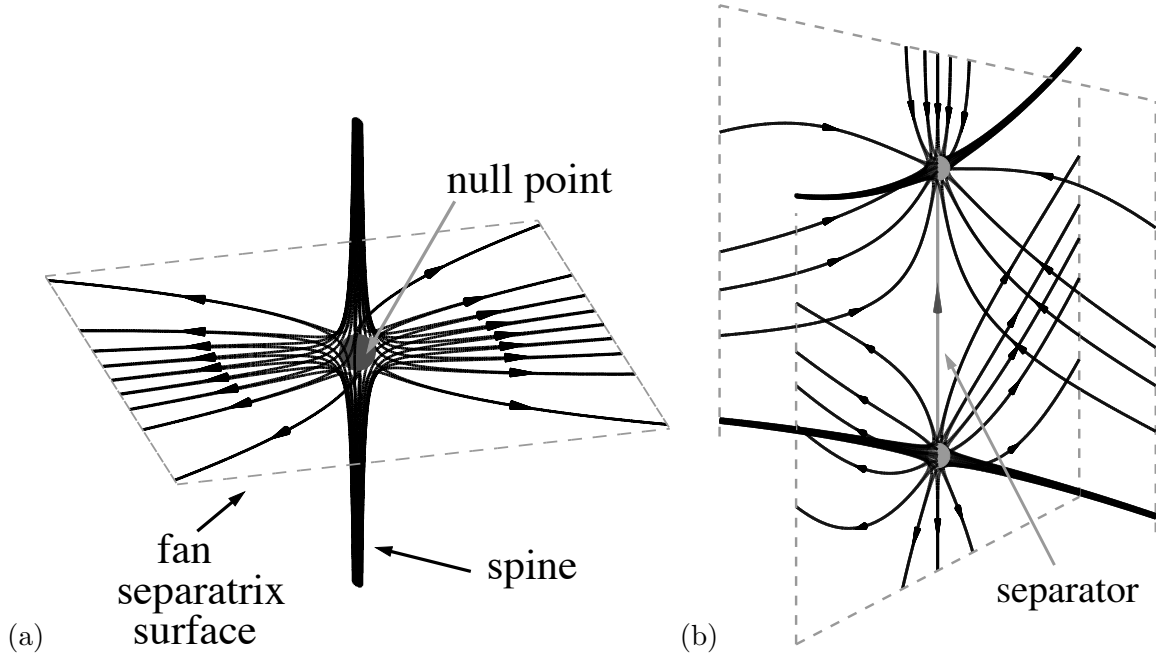 null point
fan
separatrix
surface
spine
(a)
separator
(b)